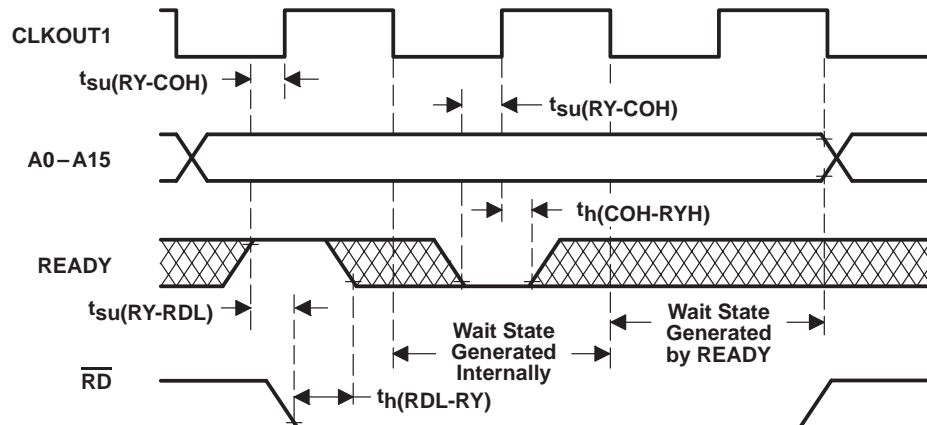 CLKOUT1
tsu(RY-COH)
tsu(RY-COH)
A0–A15
th(COH-RYH)
READY
tsu(RY-RDL)
Wait State
Generated
Internally
Wait State
Generated
by READY
RD
th(RDL-RY)